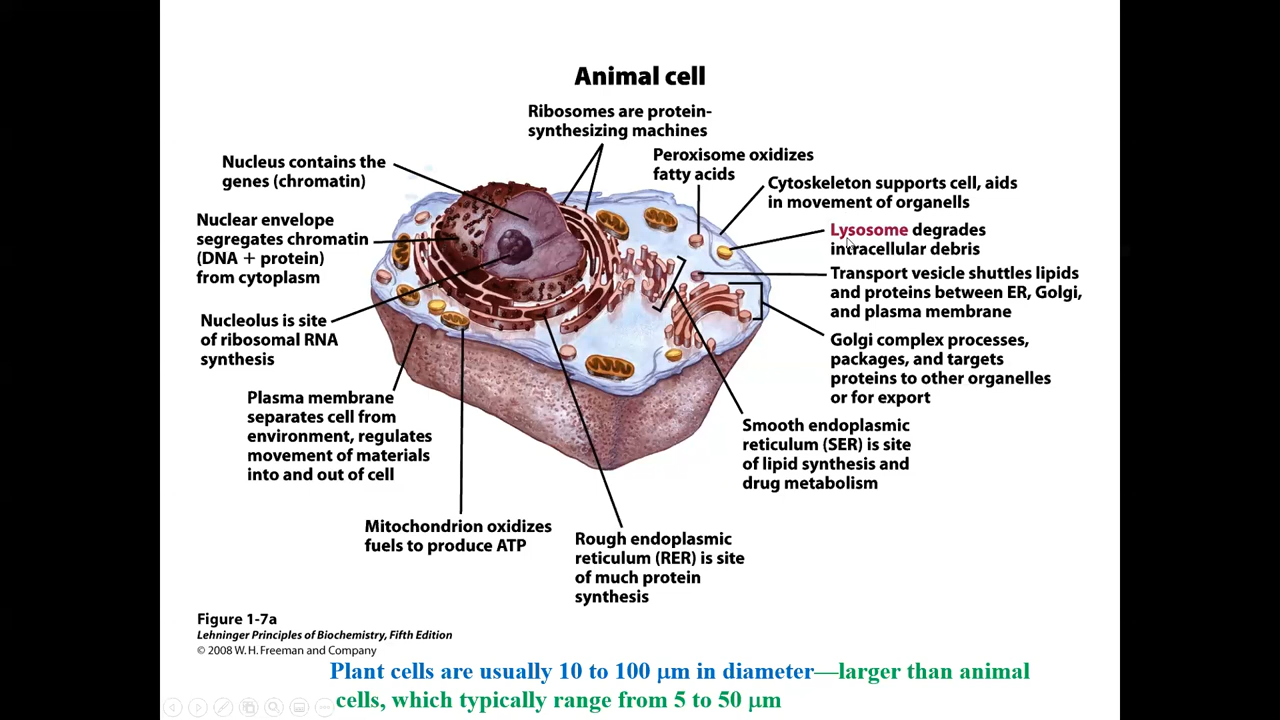 Animal cell
Ribosomes are protein-
synthesizing machines
Nucleus contains the
genes (chromatin)
Peroxisome oxidizes
fatty acids
Cytoskeleton supports cell, aids
in movement of organells
Nuclear envelope
segregates chromatin
(DNA + protein)
from cytoplasm
Lysosome degrades
intracellular debris
Transport vesicle shuttles lipids
and proteins between ER, Golgi,
and plasma membrane
Nucleolus is site
of ribosomal RNA
synthesis
Golgi complex processes,
packages, and targets
proteins to other organelles
or for export
Plasma membrane
separates cell from
environment, regulates
movement of materials
into and out of cell
Smooth endoplasmic
reticulum (SER) is site
of lipid synthesis and
drug metabolism
Mitochondrion oxidizes
fuels to produce ATP
Rough endoplasmic
reticulum (RER) is site
of much protein
synthesis
Figure 1-7a
Lehninger Principles of Biochemistry, Fifth Edition
© 2008 W. H. Freeman and Company
Plant cells are usually 10 to 100 μm in diameter—larger than animal
cells, which typically range from 5 to 50 μm